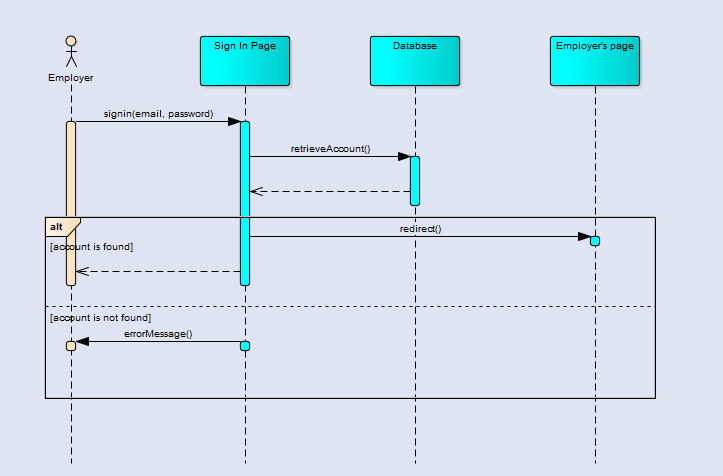 Sign In Page
Database
Employer's page
Employer
signin(email, password)
retrieveAccount()
alt
redirect()
[account is found]
[account is not found]
errorMessage()